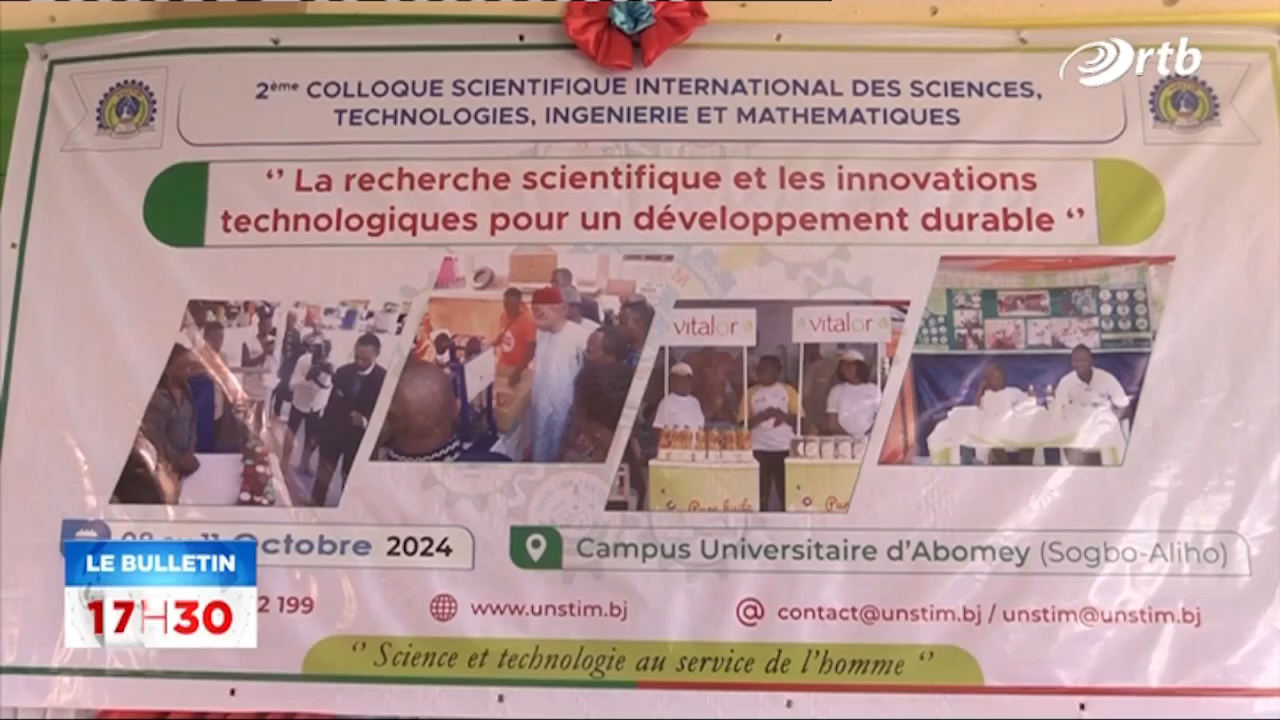 ortb
2ème COLLOQUE SCIENTIFIQUE INTERNATIONAL DES SCIENCES,
TECHNOLOGIES, INGENIERIE ET MATHEMATIQUES
‘’ La recherche scientifique et les innovations
technologiques pour un développement durable ‘’
vitalor
vitalor
Octobre 2024
Campus Universitaire d'Abomey (Sogbo-Aliho)
LE BULLETIN
17H30
2 199
www.unstim.bj
contact@unstim.bj / unstim@unstim.bj
‘’ Science et technologie au service de l'homme ‘’